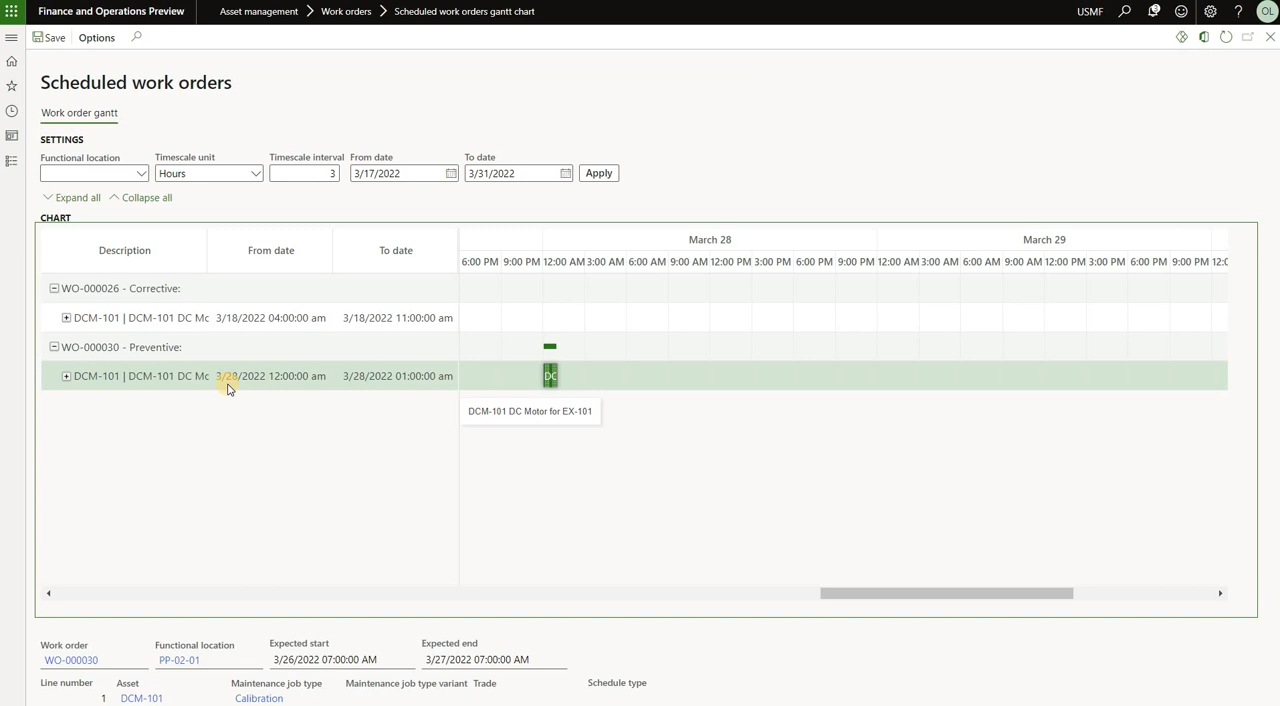 Finance and Operations Preview Asset management Work orders Scheduled work orders gantt chart USMF 3 ? OL
Save Options
Scheduled work orders
Work order gantt
SETTINGS
Functional location Timescale unit Timescale interval From date To date
Hours 3 3/17/2022 3/31/2022 Apply
Expand all Collapse all
CHART
Description From date To date March 28 March 29
6:00 PM 9:00 PM 12:00 AM 3:00 AM 6:00 AM 9:00 AM 12:00 PM 3:00 PM 6:00 PM 9:00 PM 12:00 AM 3:00 AM 6:00 AM 9:00 AM 12:00 PM 3:00 PM 6:00 PM 9:00 PM 12:0
WO-000026 - Corrective:
DCM-101 | DCM-101 DC Mo 3/18/2022 04:00:00 am 3/18/2022 11:00:00 am
WO-000030 - Preventive:
DCM-101 | DCM-101 DC Mo 3/28/2022 12:00:00 am 3/28/2022 01:00:00 am DC
DCM-101 DC Motor for EX-101
Work order Functional location Expected start Expected end
WO-000030 PP-02-01 3/26/2022 07:00:00 AM 3/27/2022 07:00:00 AM
Line number Asset Maintenance job type Maintenance job type variant Trade Schedule type
1 DCM-101 Calibration